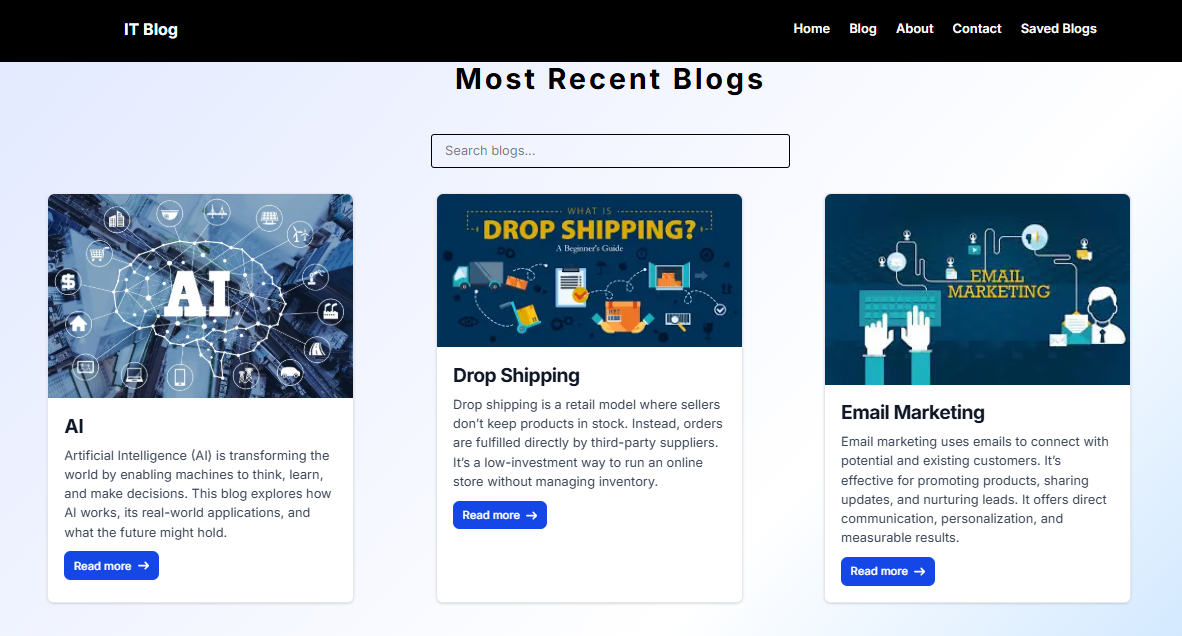 IT Blog
Home Blog About Contact Saved Blogs
Most Recent Blogs
Search blogs...
AI
$
AI
Artificial Intelligence (AI) is transforming the
world by enabling machines to think, learn,
and make decisions. This blog explores how
AI works, its real-world applications, and
what the future might hold.
Read more →
WHAT IS
DROP SHIPPING?
A Beginner's Guide
Drop Shipping
Drop shipping is a retail model where sellers
don't keep products in stock. Instead, orders
are fulfilled directly by third-party suppliers.
It's a low-investment way to run an online
store without managing inventory.
Read more →
EMAIL
MARKETING
Email Marketing
Email marketing uses emails to connect with
potential and existing customers. It's
effective for promoting products, sharing
updates, and nurturing leads. It offers direct
communication, personalization, and
measurable results.
Read more →